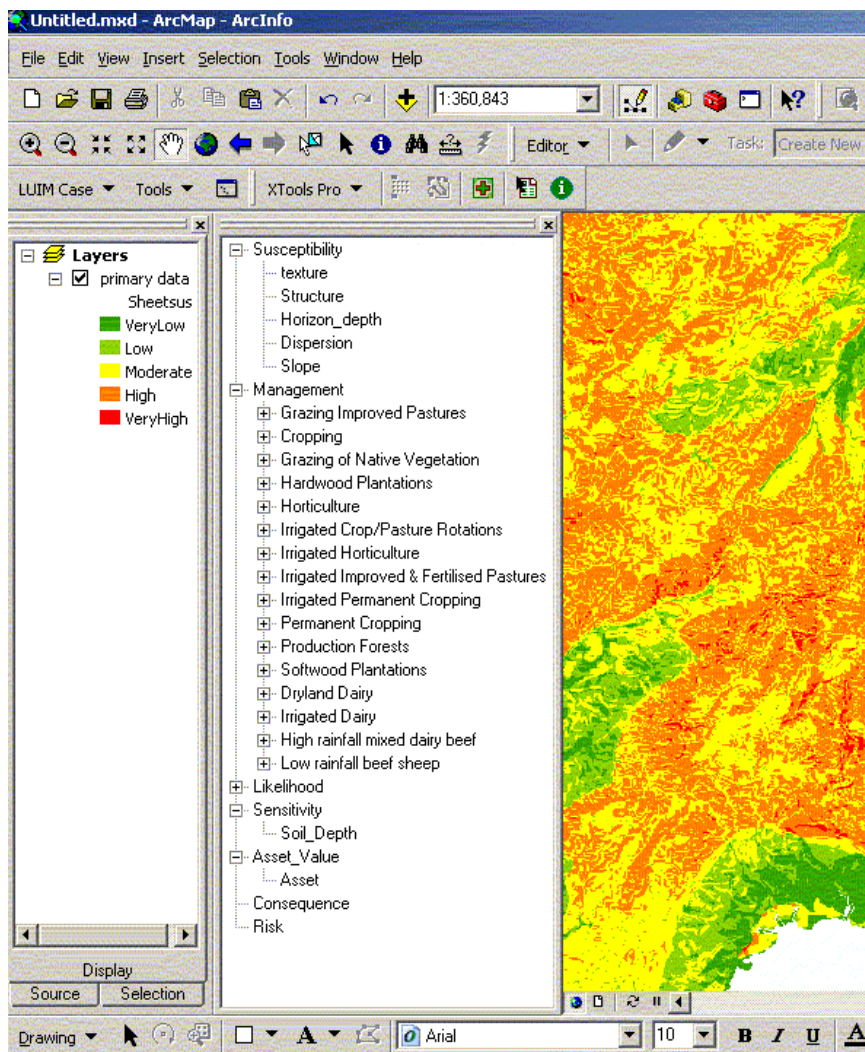 Untitled.mxd - ArcMap - ArcInfo
File Edit View Insert Selection Tools Window Help
1:360,843
Editor Task: Create New
LUIM Case Tools XTools Pro
Layers
primary data
Sheetsus
VeryLow
Low
Moderate
High
VeryHigh
Display
Source Selection
Susceptibility
texture
Structure
Horizon_depth
Dispersion
Slope
Management
Grazing Improved Pastures
Cropping
Grazing of Native Vegetation
Hardwood Plantations
Horticulture
Irrigated Crop/Pasture Rotations
Irrigated Horticulture
Irrigated Improved & Fertilised Pastures
Irrigated Permanent Cropping
Permanent Cropping
Production Forests
Softwood Plantations
Dryland Dairy
Irrigated Dairy
High rainfall mixed dairy beef
Low rainfall beef sheep
Likelihood
Sensitivity
Soil_Depth
Asset_Value
Asset
Consequence
Risk
Drawing A Arial 10 B I U A